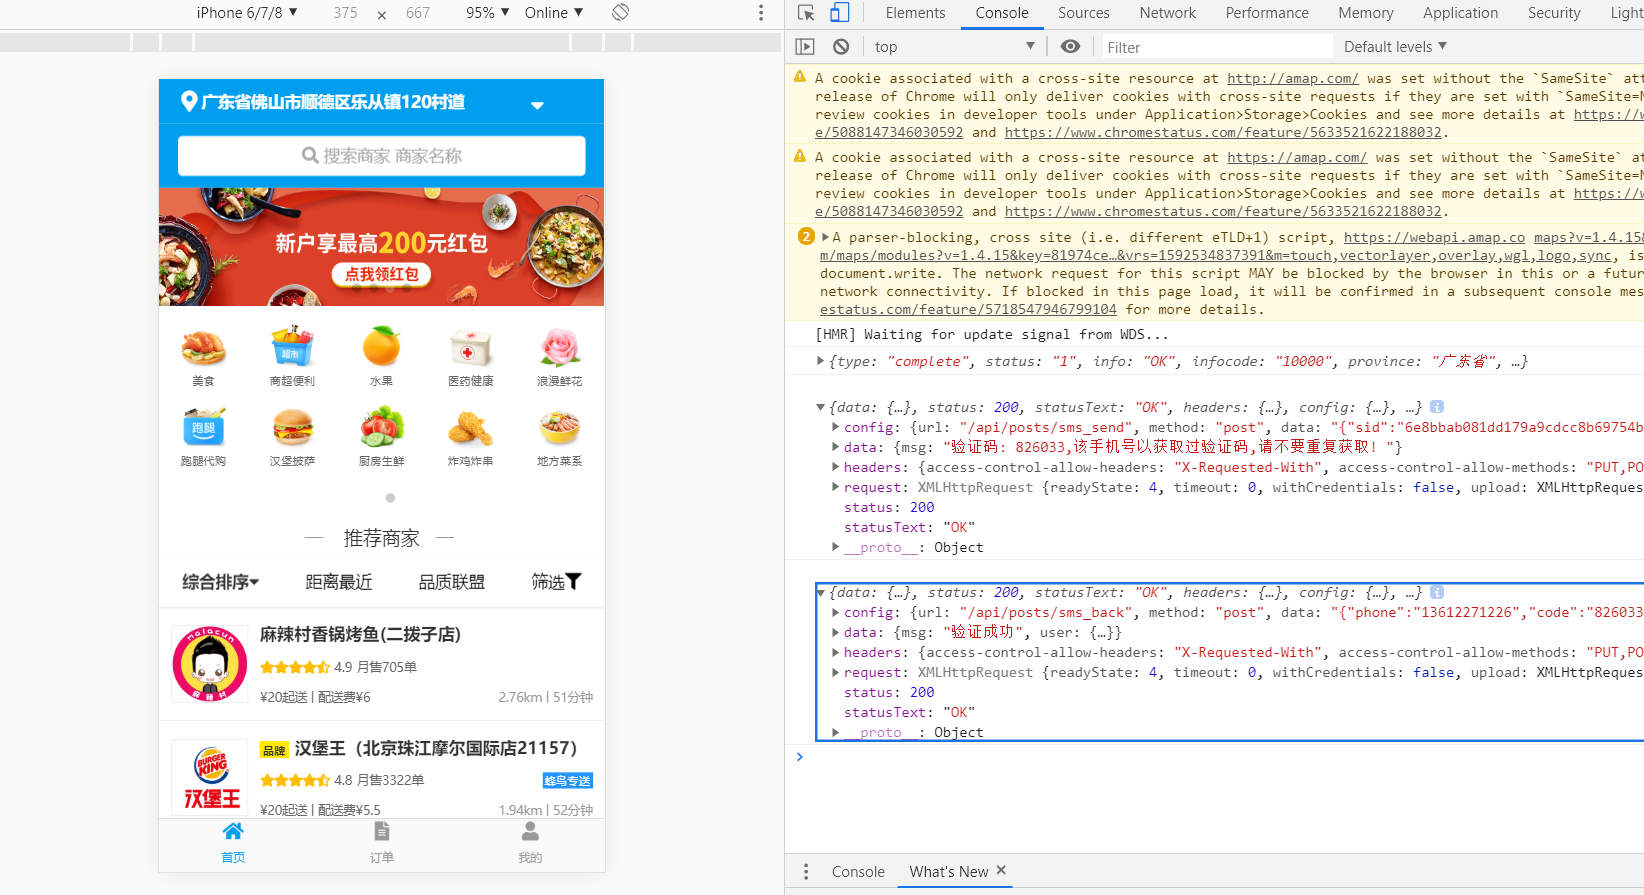 iPhone 6/7/8 ▼ 375 × 667 95% ▼ Online ▼
广东省佛山市顺德区乐从镇120村道
搜索商家 商家名称
新户享最高200元红包
点我领红包
超市
美食 商超便利 水果 医药健康 浪漫鲜花
跑腿
跑腿代购 汉堡披萨 厨房生鲜 炸鸡炸串 地方菜系
推荐商家
综合排序 距离最近 品质联盟 筛选
malacun
麻辣村
麻辣村香锅烤鱼(二拨子店)
4.9 月售705单
¥20起送 | 配送费¥6 2.76km | 51分钟
BURGER KING
汉堡王
品牌 汉堡王（北京珠江摩尔国际店21157）
4.8 月售3322单 蜂鸟专送
¥20起送 | 配送费¥5.5 1.94km | 52分钟
首页 订单 我的
Elements Console Sources Network Performance Memory Application Security Light
top ▼ Filter Default levels ▼
A cookie associated with a cross-site resource at http://amap.com/ was set without the `SameSite` att
release of Chrome will only deliver cookies with cross-site requests if they are set with `SameSite=N
review cookies in developer tools under Application>Storage>Cookies and see more details at https://w
e/5088147346030592 and https://www.chromestatus.com/feature/5633521622188032.
A cookie associated with a cross-site resource at https://amap.com/ was set without the `SameSite` at
release of Chrome will only deliver cookies with cross-site requests if they are set with `SameSite=N
review cookies in developer tools under Application>Storage>Cookies and see more details at https://w
e/5088147346030592 and https://www.chromestatus.com/feature/5633521622188032.
2 ▶A parser-blocking, cross site (i.e. different eTLD+1) script, https://webapi.amap.co maps?v=1.4.15&
m/maps/modules?v=1.4.15&key=81974ce…&vrs=1592534837391&m=touch,vectorlayer,overlay,wgl,logo,sync, is
document.write. The network request for this script MAY be blocked by the browser in this or a futur
network connectivity. If blocked in this page load, it will be confirmed in a subsequent console mes
estatus.com/feature/5718547946799104 for more details.
[HMR] Waiting for update signal from WDS...
▶{type: "complete", status: "1", info: "OK", infocode: "10000", province: "广东省", …}
▼{data: {…}, status: 200, statusText: "OK", headers: {…}, config: {…}, …} i
▶config: {url: "/api/posts/sms_send", method: "post", data: "{"sid":"6e8bbab081dd179a9cdcc8b69754b
▶data: {msg: "验证码: 826033,该手机号以获取过验证码,请不要重复获取! "}
▶headers: {access-control-allow-headers: "X-Requested-With", access-control-allow-methods: "PUT,PO
▶request: XMLHttpRequest {readyState: 4, timeout: 0, withCredentials: false, upload: XMLHttpReques
status: 200
statusText: "OK"
▶__proto__: Object
▼{data: {…}, status: 200, statusText: "OK", headers: {…}, config: {…}, …} i
▶config: {url: "/api/posts/sms_back", method: "post", data: "{"phone":"13612271226","code":"826033
▶data: {msg: "验证成功", user: {…}}
▶headers: {access-control-allow-headers: "X-Requested-With", access-control-allow-methods: "PUT,PO
▶request: XMLHttpRequest {readyState: 4, timeout: 0, withCredentials: false, upload: XMLHttpReques
status: 200
statusText: "OK"
▶__proto__: Object
Console What's New ×